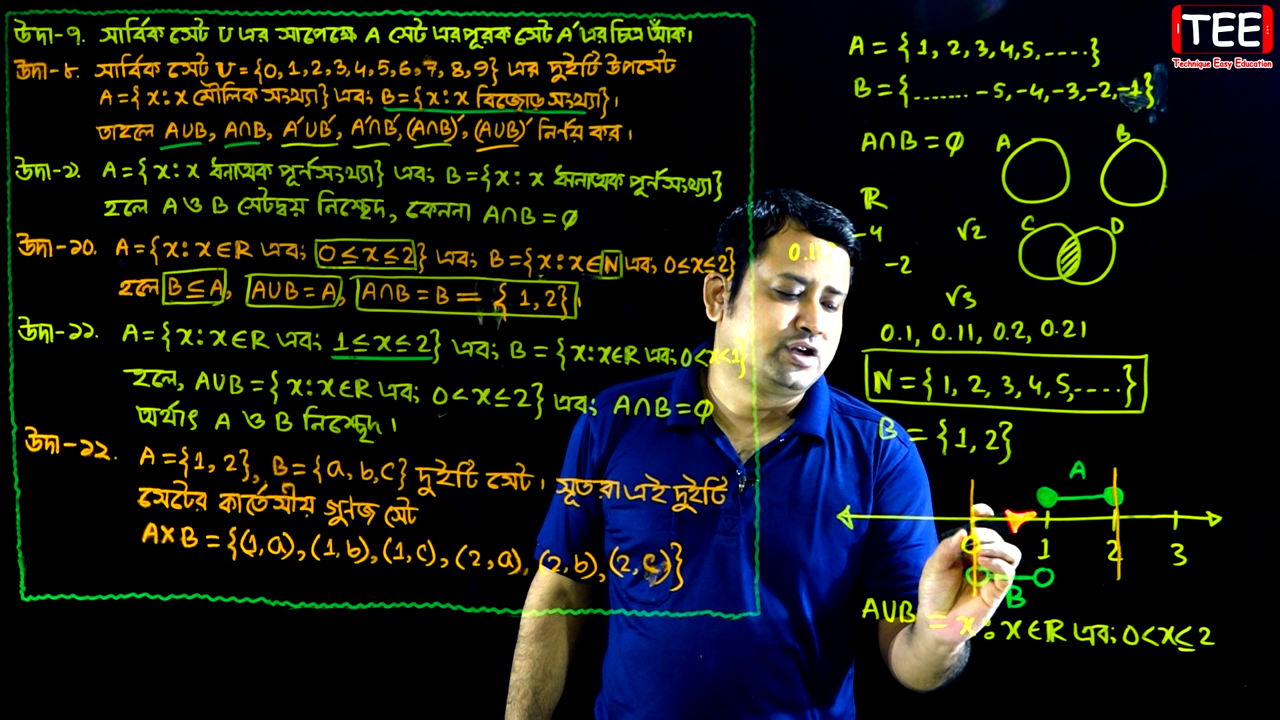 উদা-৭. সার্বিক সেট U এর সাপেক্ষে A সেট এর পূরক সেট A′ এর চিত্র আঁক।
উদা-৮. সার্বিক সেট U = {0, 1, 2, 3, 4, 5, 6, 7, 8, 9} এর দুইটি উপসেট
A = {x : x মৌলিক সংখ্যা} এবং B = {x : x বিজোড় সংখ্যা}।
তাহলে A∪B, A∩B, A′∪B′, A′∩B′, (A∩B)′, (A∪B)′ নির্ণয় কর।
উদা-৯. A = {x : x ধনাত্মক পূর্নসংখ্যা} এবং B = {x : x ঋনাত্মক পূর্নসংখ্যা}
হলে A ও B সেটদ্বয় নিশ্ছেদ, কেননা A∩B = φ
উদা-১০. A = {x : x ∈ R এবং 0 ≤ x ≤ 2} এবং B = {x : x ∈ N এবং 0 ≤ x ≤ 2}
হলে B ⊆ A, A∪B = A, A∩B = B = {1, 2}
উদা-১১. A = {x : x ∈ R এবং 1 ≤ x ≤ 2} এবং B = {x : x ∈ R এবং 0 < x < 1}
হলে, A∪B = {x : x ∈ R এবং 0 < x ≤ 2} এবং A∩B = φ
অর্থাৎ A ও B নিশ্ছেদ।
উদা-১২. A = {1, 2}, B = {a, b, c} দুইটি সেট। সুতরাং এই দুইটি
সেটের কার্তেসীয় গুণজ সেট
A×B = {(1, a), (1, b), (1, c), (2, a), (2, b), (2, c)}
TEE
Technique Easy Education
A = {1, 2, 3, 4, 5, .....}
B = {....... -5, -4, -3, -2, -1}
A∩B = φ
A B
R
-4 √2 C D
-2
√3
0.1, 0.11, 0.2, 0.21
N = {1, 2, 3, 4, 5, .....}
B = {1, 2}
A
1 2 3
B
A∪B = x : x ∈ R এবং 0 < x ≤ 2